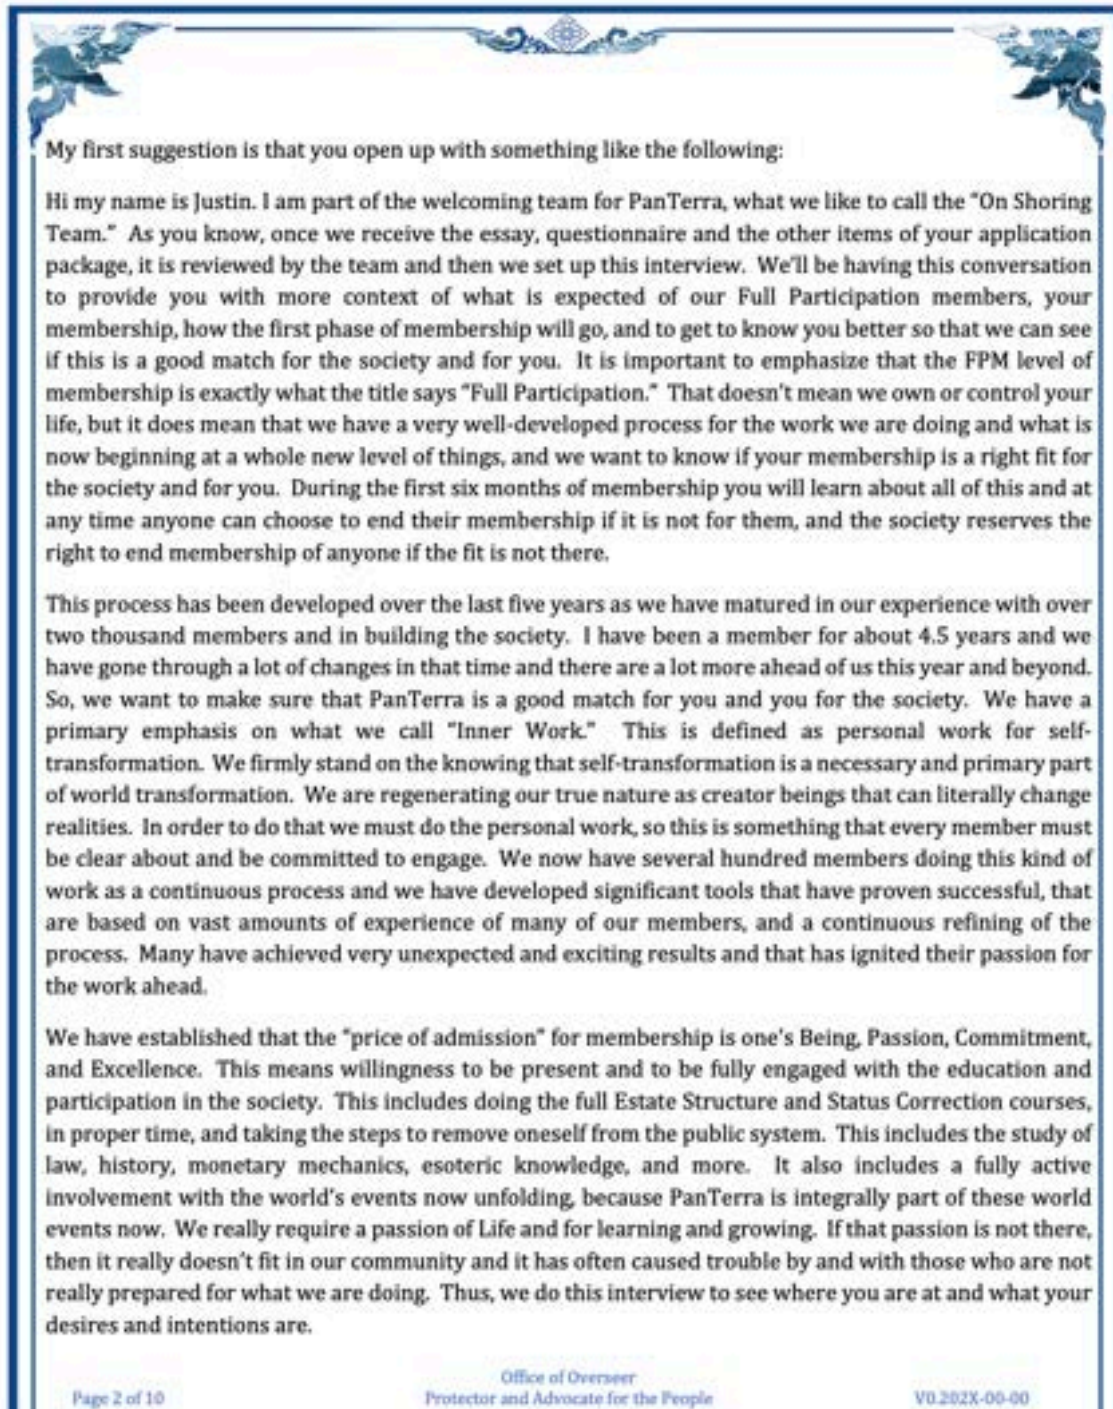 My first suggestion is that you open up with something like the following:
Hi my name is Justin. I am part of the welcoming team for PanTerra, what we like to call the “On Shoring
Team.” As you know, once we receive the essay, questionnaire and the other items of your application
package, it is reviewed by the team and then we set up this interview. We’ll be having this conversation
to provide you with more context of what is expected of our Full Participation members, your
membership, how the first phase of membership will go, and to get to know you better so that we can see
if this is a good match for the society and for you. It is important to emphasize that the FPM level of
membership is exactly what the title says “Full Participation.” That doesn’t mean we own or control your
life, but it does mean that we have a very well-developed process for the work we are doing and what is
now beginning at a whole new level of things, and we want to know if your membership is a right fit for
the society and for you. During the first six months of membership you will learn about all of this and at
any time anyone can choose to end their membership if it is not for them, and the society reserves the
right to end membership of anyone if the fit is not there.
This process has been developed over the last five years as we have matured in our experience with over
two thousand members and in building the society. I have been a member for about 4.5 years and we
have gone through a lot of changes in that time and there are a lot more ahead of us this year and beyond.
So, we want to make sure that PanTerra is a good match for you and you for the society. We have a
primary emphasis on what we call “Inner Work.” This is defined as personal work for self-
transformation. We firmly stand on the knowing that self-transformation is a necessary and primary part
of world transformation. We are regenerating our true nature as creator beings that can literally change
realities. In order to do that we must do the personal work, so this is something that every member must
be clear about and be committed to engage. We now have several hundred members doing this kind of
work as a continuous process and we have developed significant tools that have proven successful, that
are based on vast amounts of experience of many of our members, and a continuous refining of the
process. Many have achieved very unexpected and exciting results and that has ignited their passion for
the work ahead.
We have established that the “price of admission” for membership is one’s Being, Passion, Commitment,
and Excellence. This means willingness to be present and to be fully engaged with the education and
participation in the society. This includes doing the full Estate Structure and Status Correction courses,
in proper time, and taking the steps to remove oneself from the public system. This includes the study of
law, history, monetary mechanics, esoteric knowledge, and more. It also includes a fully active
involvement with the world’s events now unfolding, because PanTerra is integrally part of these world
events now. We really require a passion of Life and for learning and growing. If that passion is not there,
then it really doesn’t fit in our community and it has often caused trouble by and with those who are not
really prepared for what we are doing. Thus, we do this interview to see where you are at and what your
desires and intentions are.
Office of Overseer
Page 2 of 10 Protector and Advocate for the People V0.202X-00-00